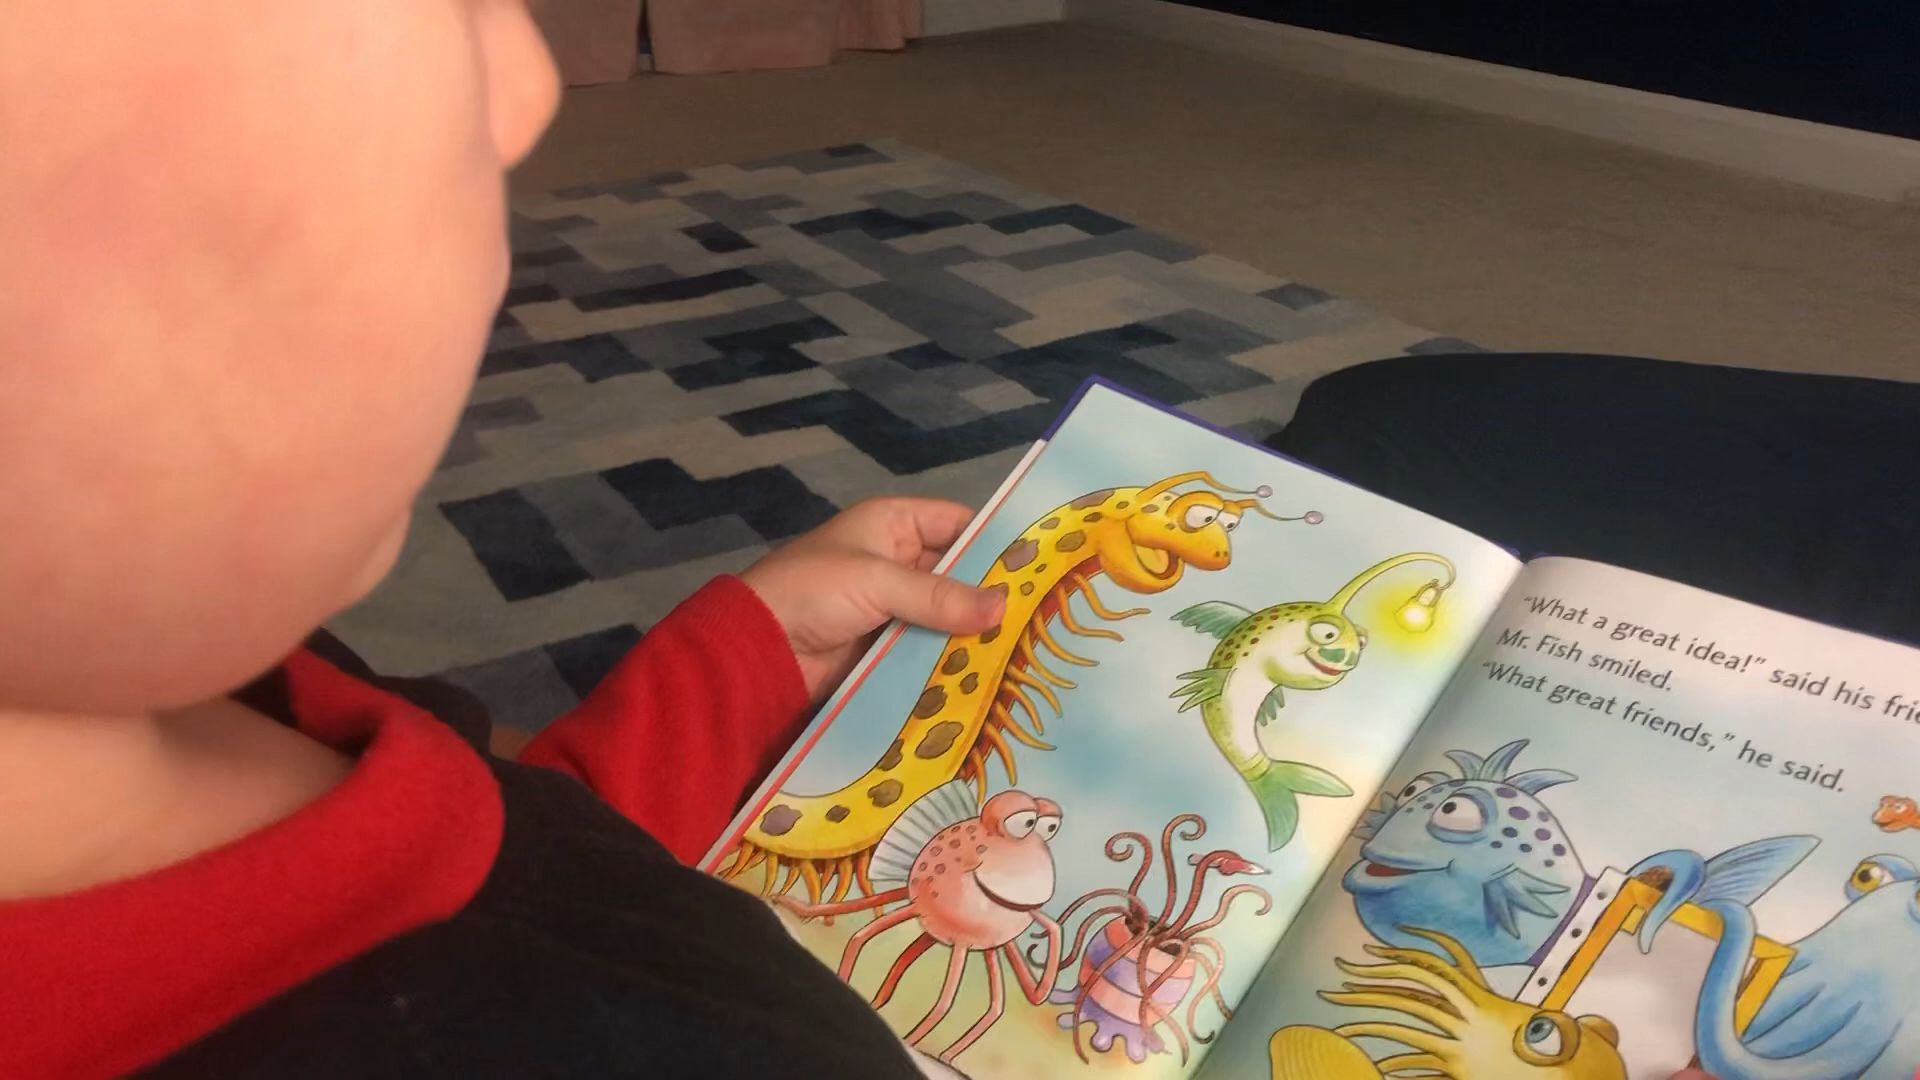 "What a great idea!" said his
Mr. Fish smiled.
"What great friends," he said.